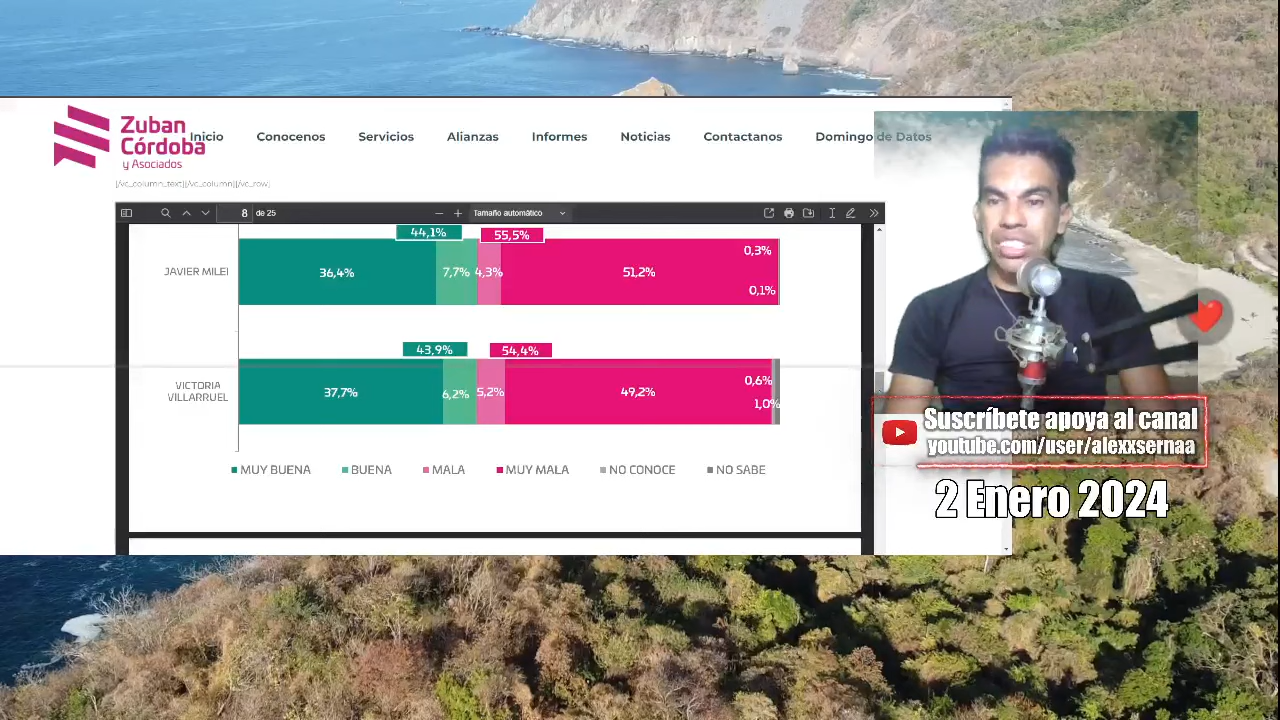 Zuban
Córdoba
y Asociados
Inicio
Conocenos
Servicios
Alianzas
Informes
Noticias
Contactanos
Domingo de Datos
[/vc_column_text][/vc_column][/vc_row]
8 de 25
Tamaño automático
44,1% 55,5%
JAVIER MILEI 36,4% 7,7% 4,3% 51,2% 0,3%
0,1%
43,9% 54,4%
VICTORIA
VILLARRUEL
37,7% 6,2% 5,2% 49,2% 0,6%
1,0%
MUY BUENA BUENA MALA MUY MALA NO CONOCE NO SABE
Suscríbete apoya al canal
youtube.com/user/alexxsernaa
2 Enero 2024